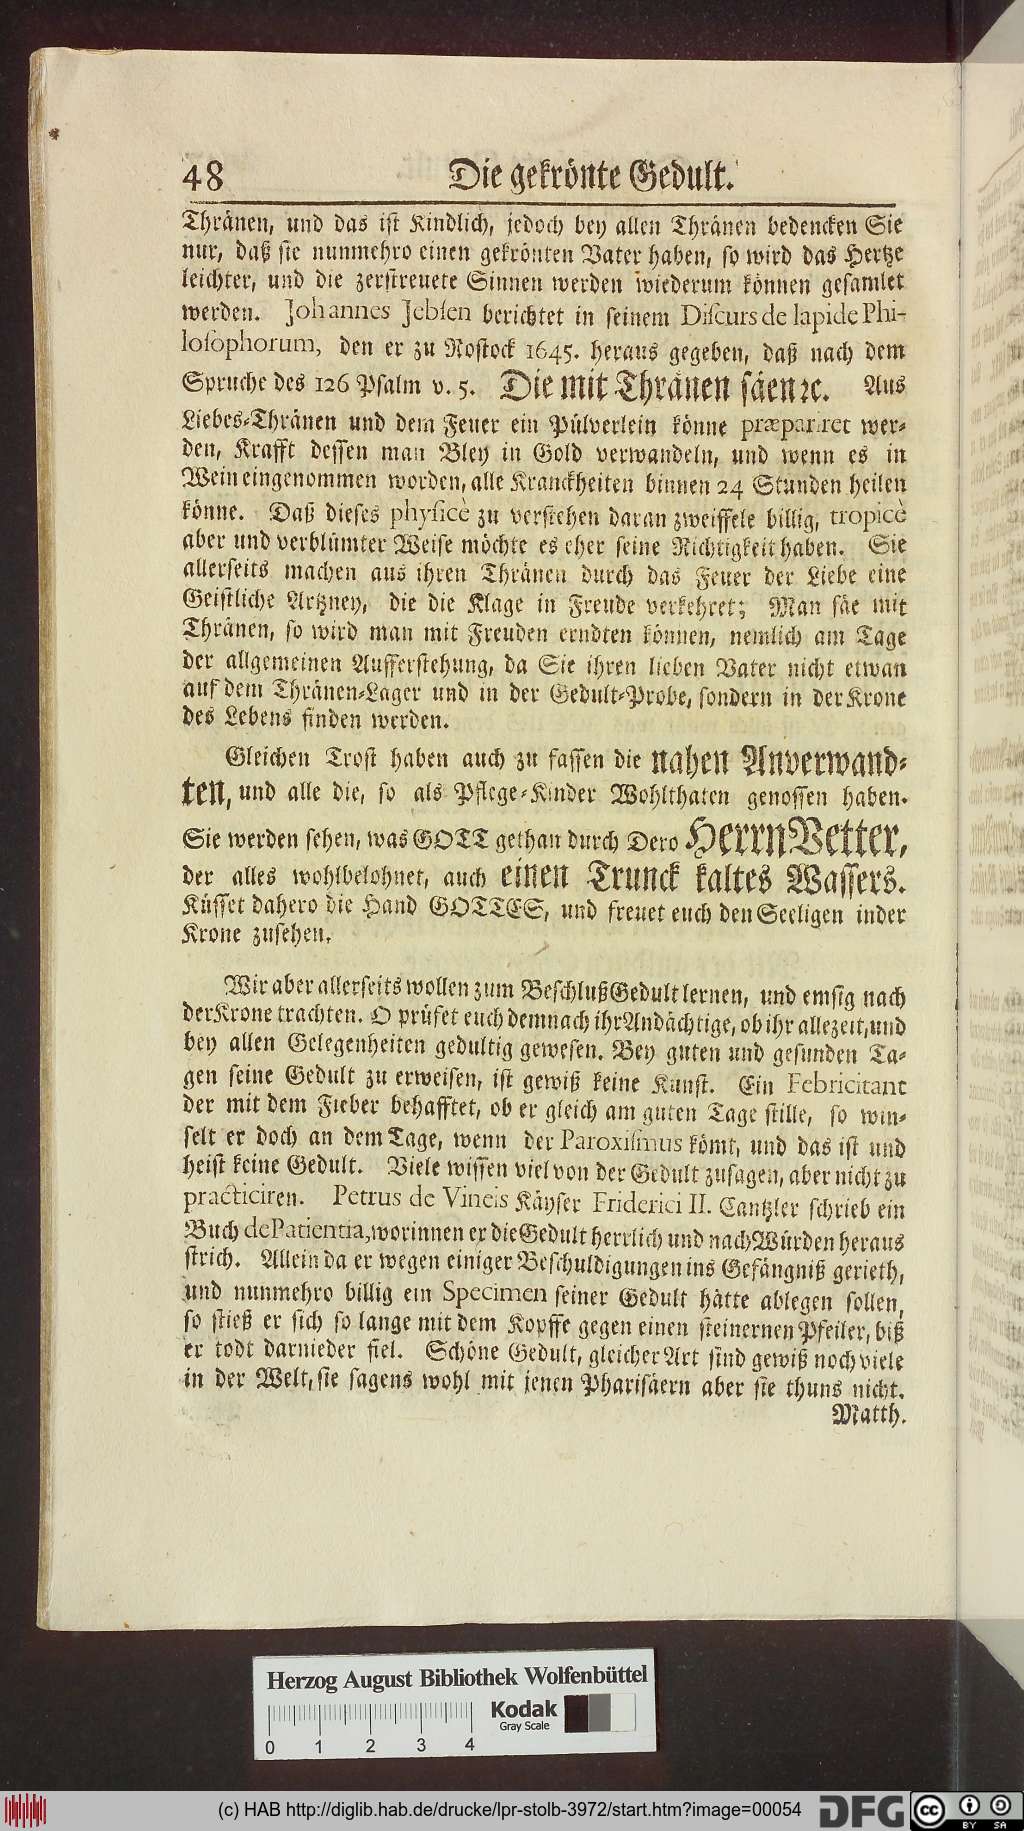 48 Die gekrönte Gedult.
Thränen, und das ist Kindlich, jedoch bey allen Thränen bedencken Sie
nur, daß sie nunmehro einen gekrönten Vater haben, so wird das Hertze
leichter, und die zerstreuete Sinnen werden wiederum können gesamlet
werden. Johannes Jebsen berichtet in seinem Discurs de lapide Phi-
losophorum, den er zu Rostock 1645. heraus gegeben, daß nach dem
Spruche des 126 Psalm v. 5. Die mit Thränen säen ꝛc. Aus
Liebes-Thränen und dem Feuer ein Pülverlein könne præpariret wer-
den, Krafft dessen man Bley in Gold verwandeln, und wenn es in
Wein eingenommen worden, alle Kranckheiten binnen 24 Stunden heilen
könne. Daß dieses physicè zu verstehen daran zweiffele billig, tropicè
aber und verblümter Weise möchte es eher seine Richtigkeit haben. Sie
allerseits machen aus ihren Thränen durch das Feuer der Liebe eine
Geistliche Artzney, die die Klage in Freude verkehret; Man säe mit
Thränen, so wird man mit Freuden erndten können, nemlich am Tage
der allgemeinen Aufferstehung, da Sie ihren lieben Vater nicht etwan
auf dem Thränen-Lager und in der Gedult-Probe, sondern in der Krone
des Lebens finden werden.
Gleichen Trost haben auch zu fassen die nahen Anverwand-
ten, und alle die, so als Pflege-Kinder Wohlthaten genossen haben.
Sie werden sehen, was GOTT gethan durch Dero Herrn Vetter,
der alles wohlbelohnet, auch einen Trunck kaltes Wassers.
Küsset dahero die Hand GOTTES, und freuet euch den Seeligen in der
Krone zusehen.
Wir aber allerseits wollen zum Beschluß Gedult lernen, und emsig nach
der Krone trachten. O prüfet euch demnach ihr Andächtige, ob ihr allezeit, und
bey allen Gelegenheiten gedultig gewesen. Bey guten und gesunden Ta-
gen seine Gedult zu erweisen, ist gewiß keine Kunst. Ein Febricitant
der mit dem Fieber behafftet, ob er gleich am guten Tage stille, so win-
selt er doch an dem Tage, wenn der Paroxismus kömt, und das ist und
heist keine Gedult. Viele wissen viel von der Gedult zusagen, aber nicht zu
practiciren. Petrus de Vineis Käyser Friderici II. Cantzler schrieb ein
Buch de Patientia, worinnen er die Gedult herrlich und nach Würden heraus
strich. Allein da er wegen einiger Beschuldigungen ins Gefängniß gerieth,
und nunmehro billig ein Specimen seiner Gedult hätte ablegen sollen,
so stieß er sich so lange mit dem Kopffe gegen einen steinernen Pfeiler, biß
er todt darnieder fiel. Schöne Gedult, gleicher Art sind gewiß noch viele
in der Welt, sie sagens wohl mit jenen Pharisäern aber sie thuns nicht.
Matth.
Herzog August Bibliothek Wolfenbüttel
Kodak
Gray Scale
0 1 2 3 4
(c) HAB http://diglib.hab.de/drucke/lpr-stolb-3972/start.htm?image=00054 DFG cc BY SA